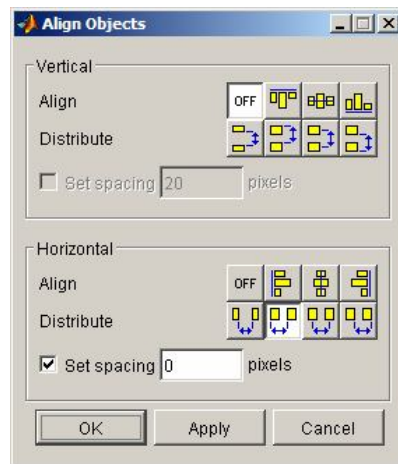 Align Objects
Vertical
Align OFF
Distribute
Set spacing 20 pixels
Horizontal
Align OFF
Distribute
Set spacing 0 pixels
OK Apply Cancel